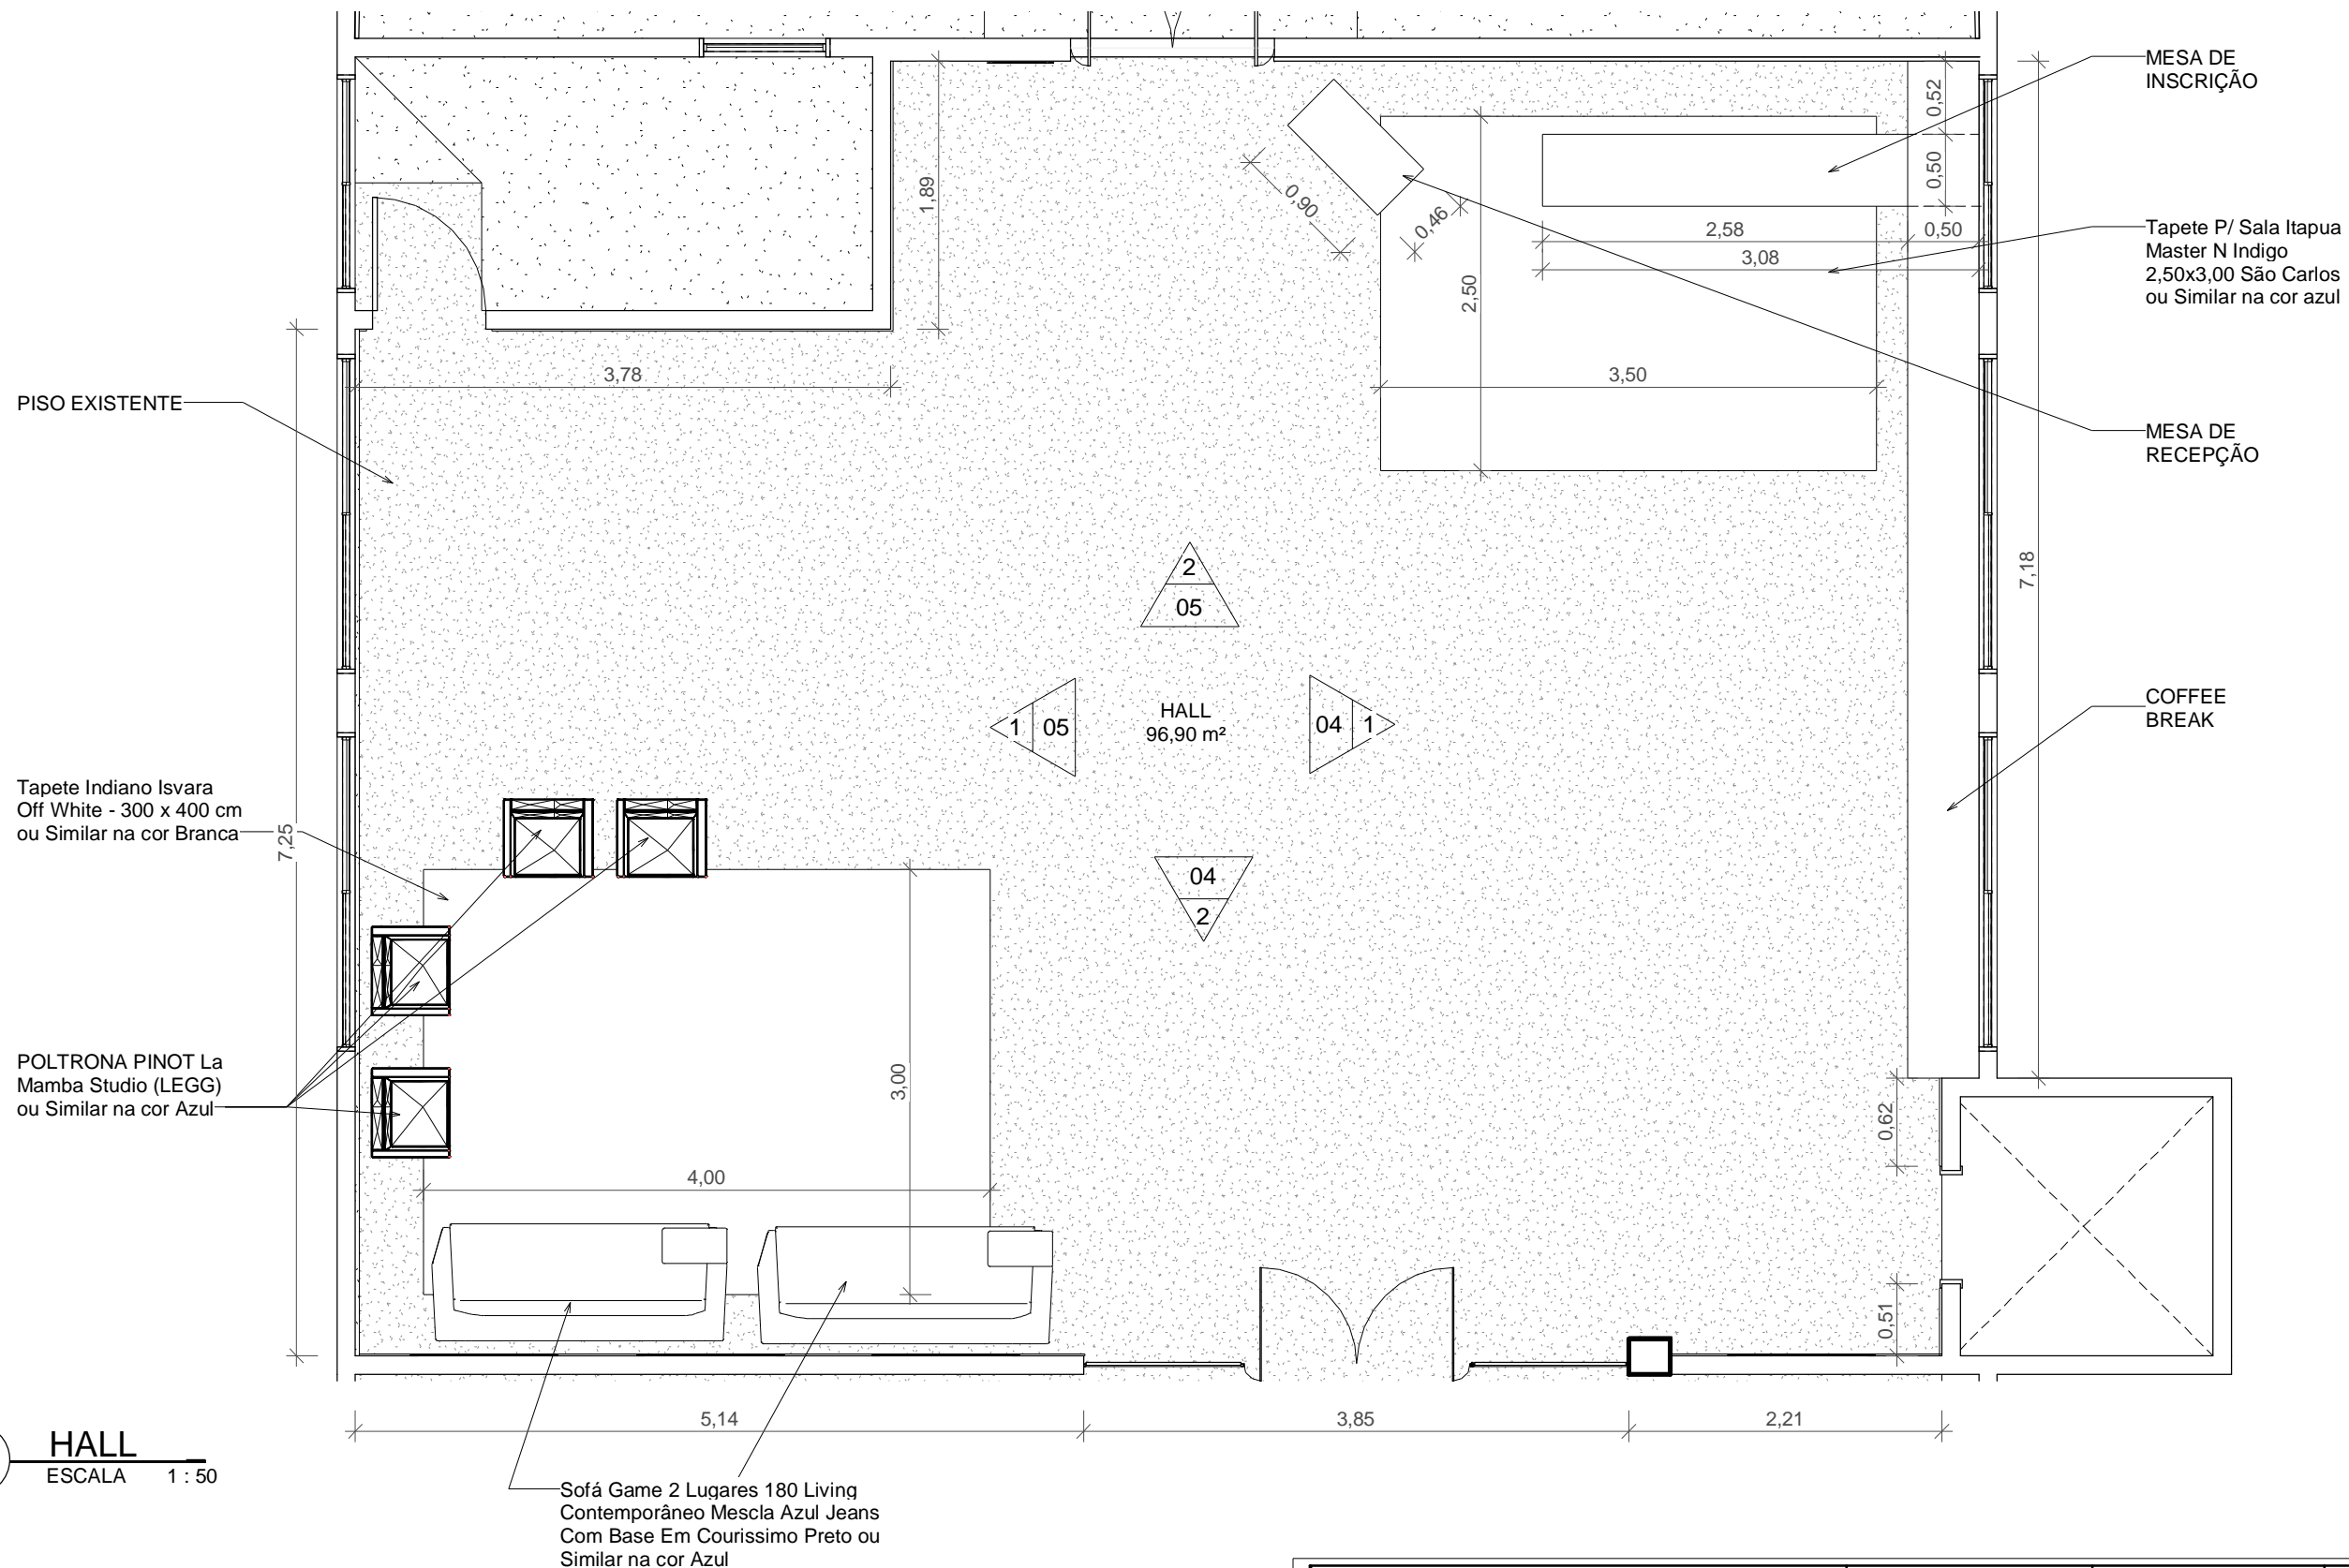 MESA DE
INSCRIÇÃO
0,52
0,50
1,89
0,90
0,46
2,58
0,50
3,08
Tapete P/ Sala Itapua
Master N Indigo
2,50x3,00 São Carlos
ou Similar na cor azul
2,50
3,78
3,50
PISO EXISTENTE
MESA DE
RECEPÇÃO
7,18
2
05
1
05
HALL
96,90 m²
04
1
COFFEE
BREAK
Tapete Indiano Isvara
Off White - 300 x 400 cm
ou Similar na cor Branca
7,25
04
2
POLTRONA PINOT La
Mamba Studio (LEGG)
ou Similar na cor Azul
3,00
0,62
4,00
0,51
5,14
3,85
2,21
HALL
ESCALA 1 : 50
Sofá Game 2 Lugares 180 Living
Contemporâneo Mescla Azul Jeans
Com Base Em Courissimo Preto ou
Similar na cor Azul